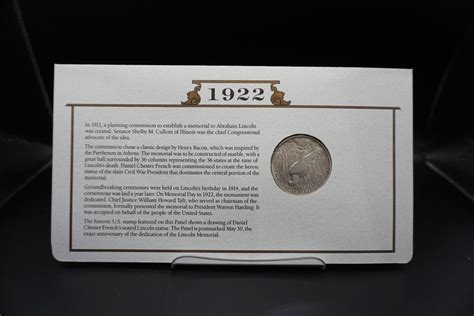 1922
In 1911, a planning commission to establish a memorial to Abraham Lincoln
was created. Senator Shelby M. Cullom of Illinois was the chief Congressional
advocate of the idea.
The commission chose a classic design by Henry Bacon, which was inspired by
the Parthenon in Athens. The memorial was to be constructed of marble, with a
great hall surrounded by 36 columns representing the 36 states at the time of
Lincoln's death. Daniel Chester French was commissioned to create the heroic
statue of the slain Civil War President that dominates the central portion of the
memorial.
Groundbreaking ceremonies were held on Lincoln's birthday in 1914, and the
cornerstone was laid a year later. On Memorial Day in 1922, the monument was
dedicated. Chief Justice William Howard Taft, who served as chairman of the
commission, formally presented the memorial to President Warren Harding. It
was accepted on behalf of the people of the United States.
The historic U.S. stamp featured on this Panel shows a drawing of Daniel
Chester French's seated Lincoln statue. The Panel is postmarked May 30, the
exact anniversary of the dedication of the Lincoln Memorial.